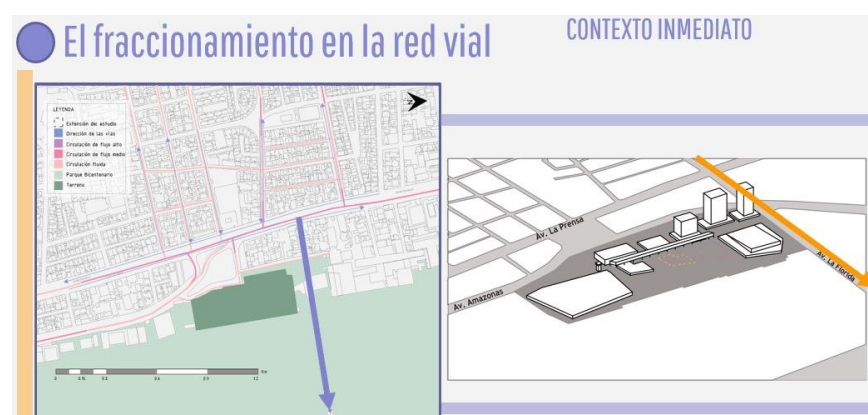 El fraccionamiento en la red vial
CONTEXTO INMEDIATO
LEYENDA
Extensión del estudio
Dirección de las vías
Circulación de flujo alto
Circulación de flujo medio
Circulación fluida
Parque Bicentenario
Terreno
Av. La Prensa
Av. Amazonas
Av. La Florida